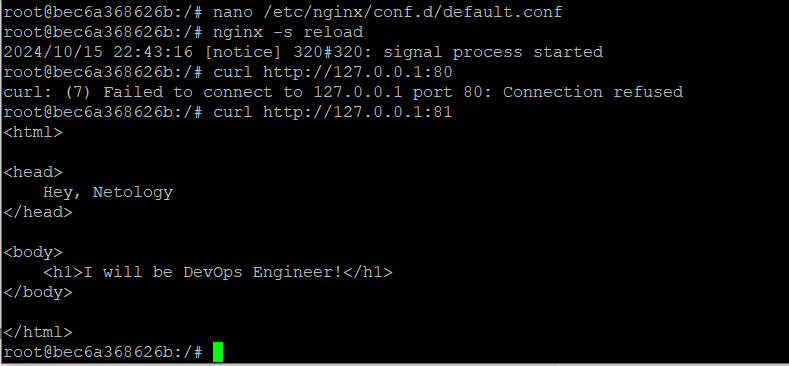 root@bec6a368626b:/# nano /etc/nginx/conf.d/default.conf
root@bec6a368626b:/# nginx -s reload
2024/10/15 22:43:16 [notice] 320#320: signal process started
root@bec6a368626b:/# curl http://127.0.0.1:80
curl: (7) Failed to connect to 127.0.0.1 port 80: Connection refused
root@bec6a368626b:/# curl http://127.0.0.1:81
<html>

<head>
    Hey, Netology
</head>

<body>
    <h1>I will be DevOps Engineer!</h1>
</body>

</html>
root@bec6a368626b:/#